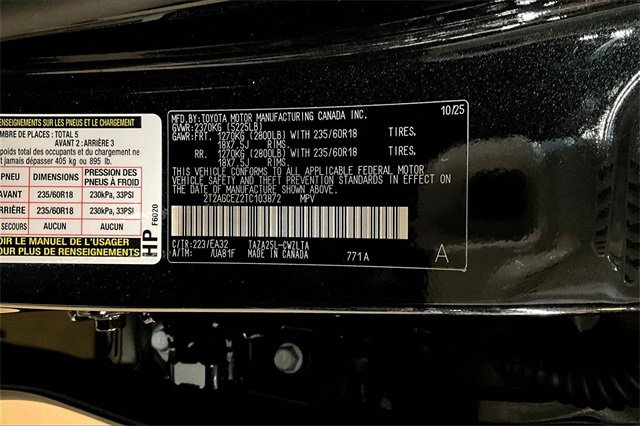 RENSEIGNEMENTS SUR LES PNEUS ET LE CHARGEMENT
NOMBRE DE PLACES: TOTAL 5
AVANT 2 : ARRIÈRE 3
poids total des occupants et du chargement ne
jamais dépasser 405 kg ou 895 lb.
PNEU DIMENSIONS PRESSION DES PNEUS À FROID
AVANT 235/60R18 230kPa, 33PSI
ARRIÈRE 235/60R18 230kPa, 33PSI
SECOURS AUCUN AUCUN
VOIR LE MANUEL DE L'USAGER
POUR PLUS DE RENSEIGNEMENTS
HP F6020
MFD.BY:TOYOTA MOTOR MANUFACTURING CANADA INC. 10/25
GVWR:2370KG (5225LB)
GAWR:FRT. 1270KG (2800LB) WITH 235/60R18 TIRES,
18X7.5J RIMS.
RR. 1270KG (2800LB) WITH 235/60R18 TIRES,
18X7.5J RIMS.
THIS VEHICLE CONFORMS TO ALL APPLICABLE FEDERAL MOTOR
VEHICLE SAFETY AND THEFT PREVENTION STANDARDS IN EFFECT ON
THE DATE OF MANUFACTURE SHOWN ABOVE.
2T2AGCEZ2TC103872 MPV
C/TR:223/EA32 TAZA25L-CWZLTA
A/TM: /UA81F MADE IN CANADA 771A A